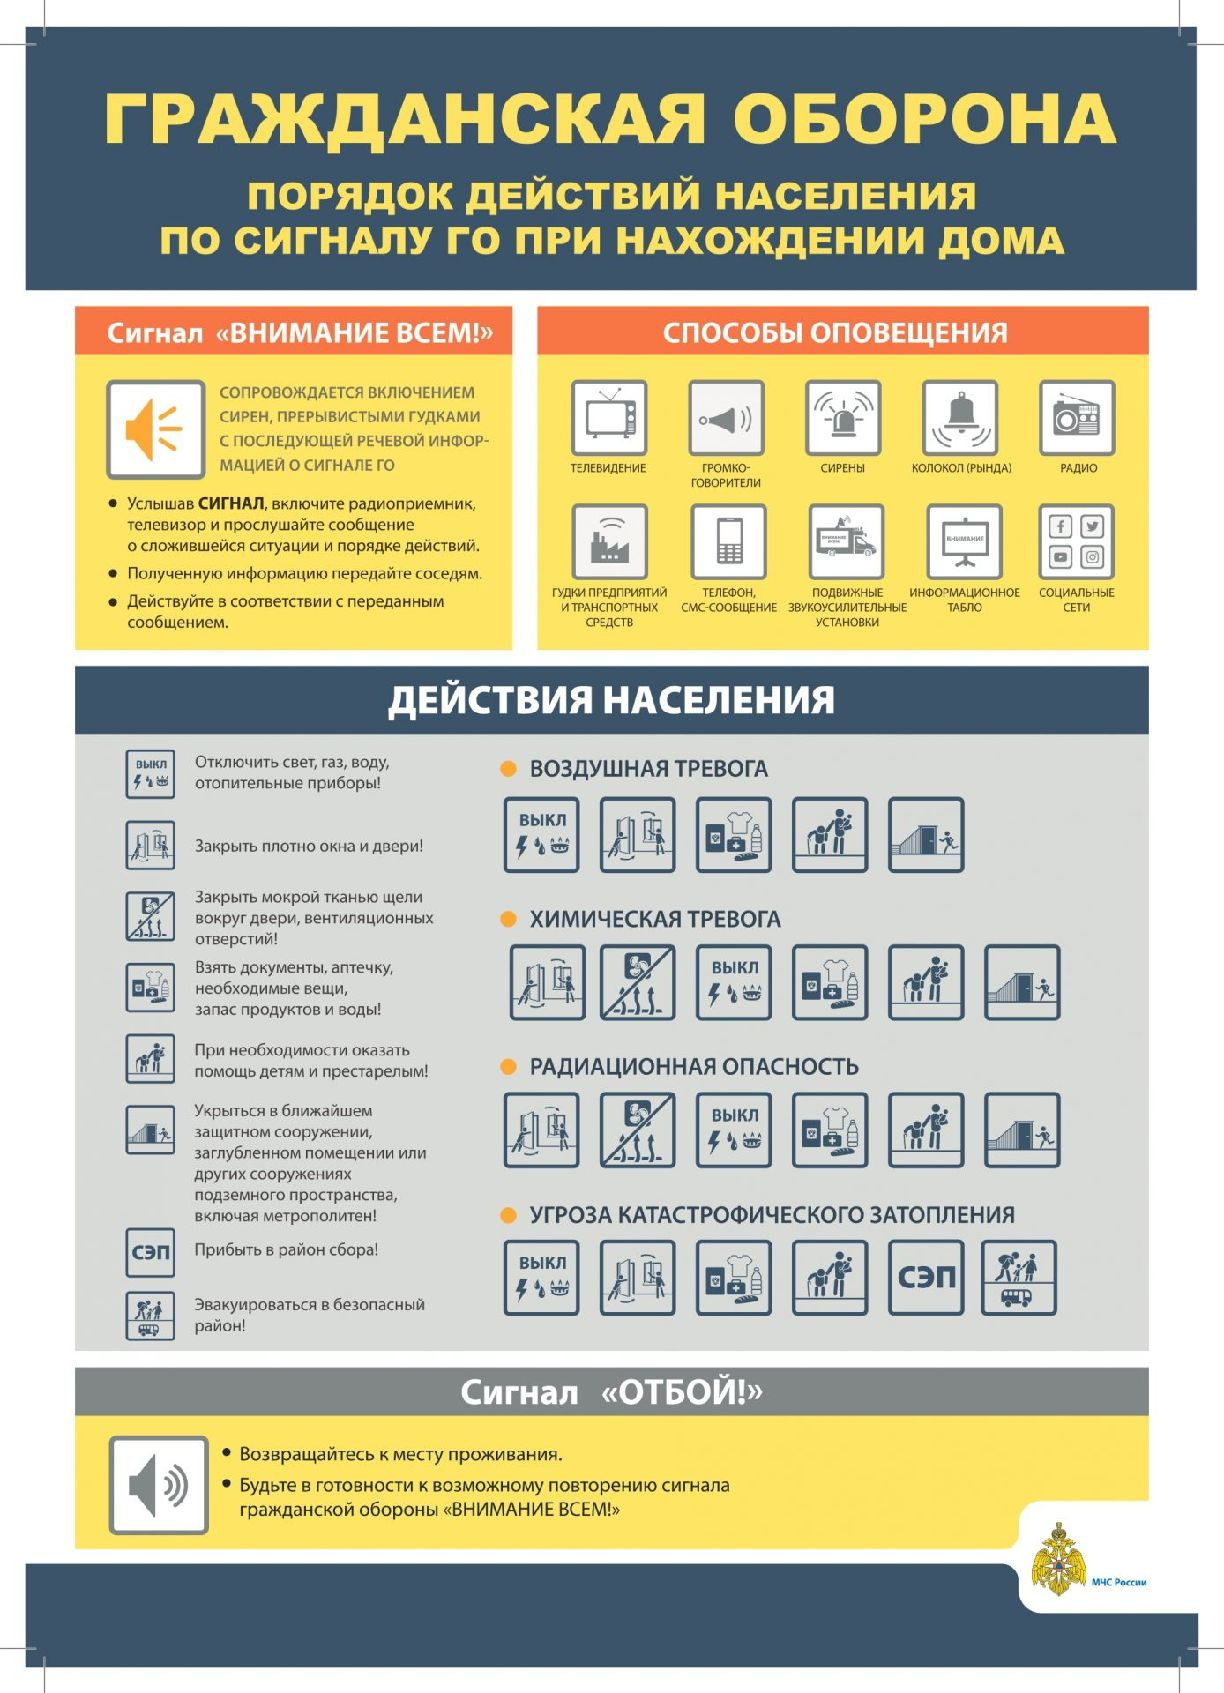 ГРАЖДАНСКАЯ ОБОРОНА
ПОРЯДОК ДЕЙСТВИЙ НАСЕЛЕНИЯ
ПО СИГНАЛУ ГО ПРИ НАХОЖДЕНИИ ДОМА
Сигнал «ВНИМАНИЕ ВСЕМ!»
СОПРОВОЖДАЕТСЯ ВКЛЮЧЕНИЕМ
СИРЕН, ПРЕРЫВИСТЫМИ ГУДКАМИ
С ПОСЛЕДУЮЩЕЙ РЕЧЕВОЙ ИНФОР-
МАЦИЕЙ О СИГНАЛЕ ГО
• Услышав СИГНАЛ, включите радиоприемник,
телевизор и прослушайте сообщение
о сложившейся ситуации и порядке действий.
• Полученную информацию передайте соседям.
• Действуйте в соответствии с переданным
сообщением.
СПОСОБЫ ОПОВЕЩЕНИЯ
ТЕЛЕВИДЕНИЕ
ГРОМКО-
ГОВОРИТЕЛИ
СИРЕНЫ
КОЛОКОЛ (РЫНДА)
РАДИО
ВНИМАНИЕ
ГУДКИ ПРЕДПРИЯТИЙ
И ТРАНСПОРТНЫХ
СРЕДСТВ
ТЕЛЕФОН,
СМС-СООБЩЕНИЕ
ПОДВИЖНЫЕ
ЗВУКОУСИЛИТЕЛЬНЫЕ
УСТАНОВКИ
ИНФОРМАЦИОННОЕ
ТАБЛО
СОЦИАЛЬНЫЕ
СЕТИ
ДЕЙСТВИЯ НАСЕЛЕНИЯ
ВЫКЛ
Отключить свет, газ, воду,
отопительные приборы!
Закрыть плотно окна и двери!
Закрыть мокрой тканью щели
вокруг двери, вентиляционных
отверстий!
Взять документы, аптечку,
необходимые вещи,
запас продуктов и воды!
При необходимости оказать
помощь детям и престарелым!
Укрыться в ближайшем
защитном сооружении,
заглубленном помещении или
других сооружениях
подземного пространства,
включая метрополитен!
СЭП
Прибыть в район сбора!
Эвакуироваться в безопасный
район!
ВОЗДУШНАЯ ТРЕВОГА
ВЫКЛ
ХИМИЧЕСКАЯ ТРЕВОГА
ВЫКЛ
РАДИАЦИОННАЯ ОПАСНОСТЬ
ВЫКЛ
УГРОЗА КАТАСТРОФИЧЕСКОГО ЗАТОПЛЕНИЯ
ВЫКЛ
СЭП
Сигнал «ОТБОЙ!»
• Возвращайтесь к месту проживания.
• Будьте в готовности к возможному повторению сигнала
гражданской обороны «ВНИМАНИЕ ВСЕМ!»
МЧС России